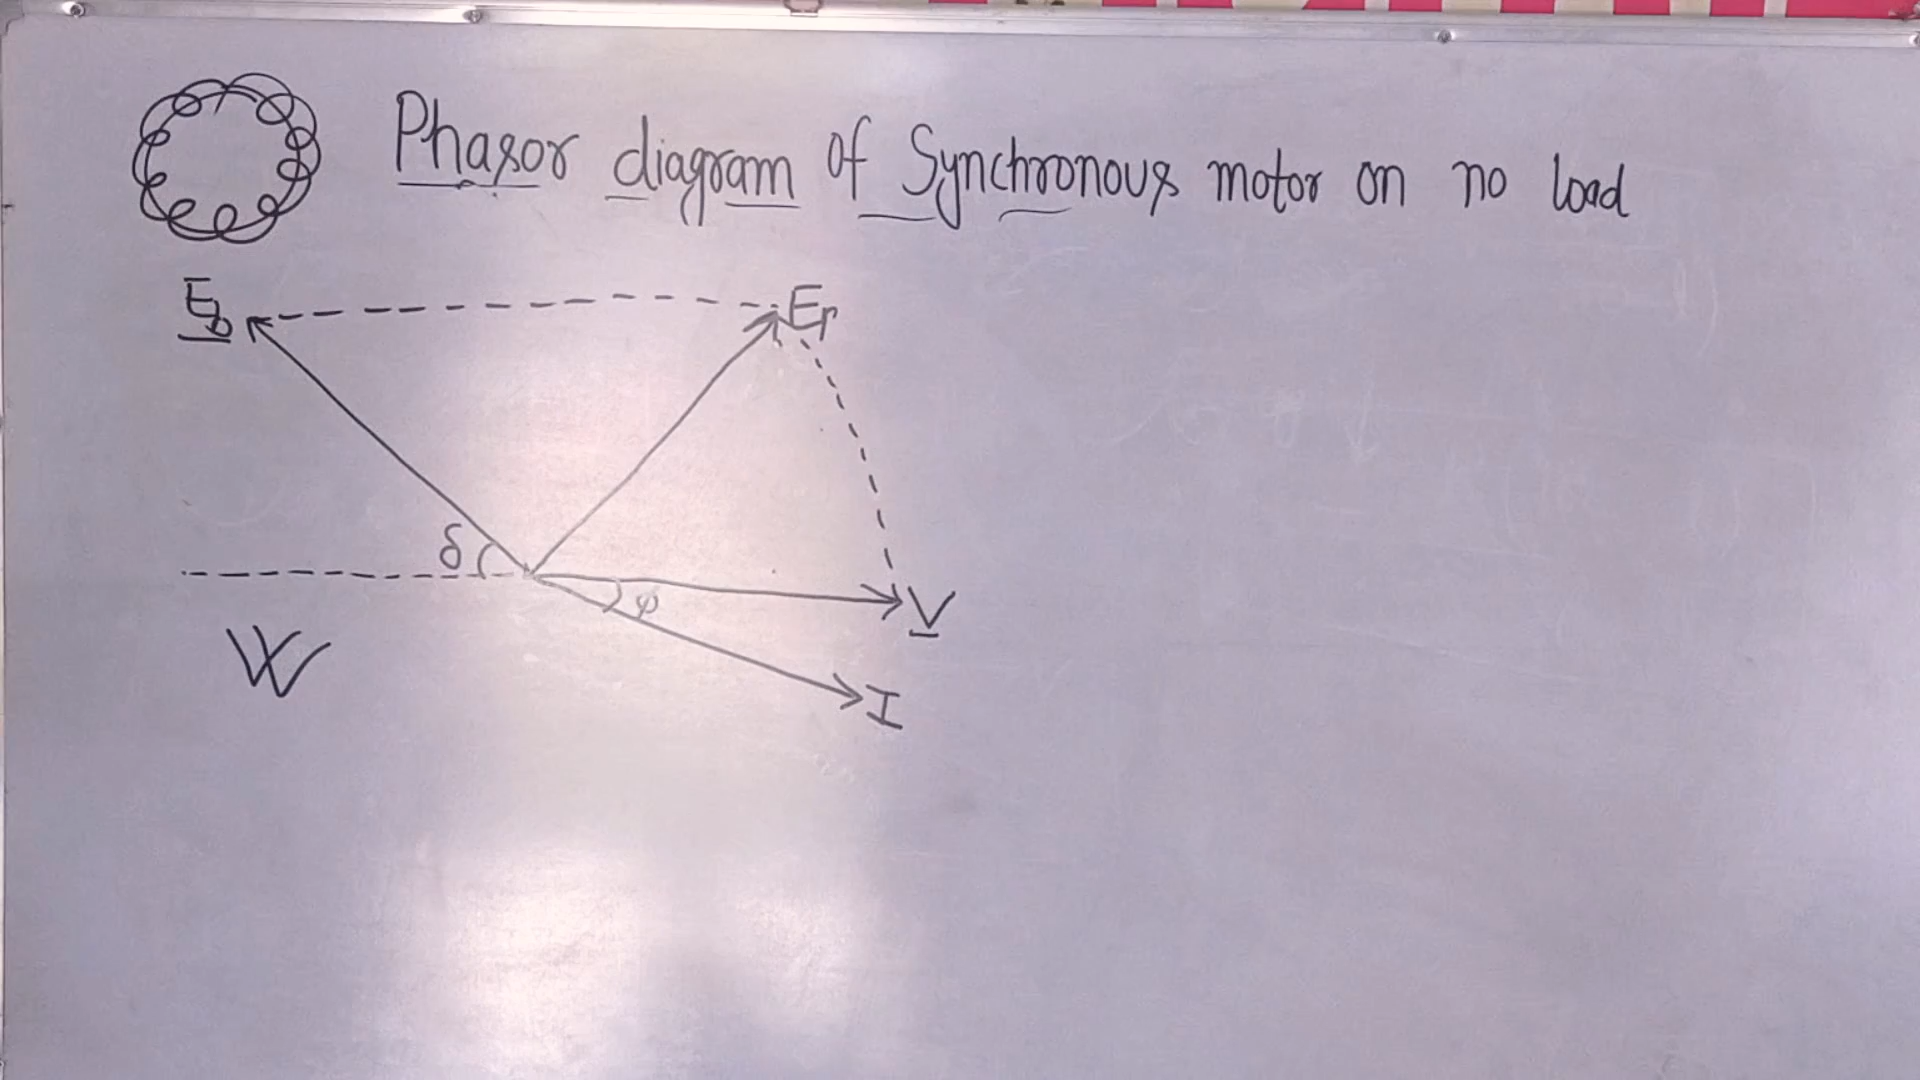 Phasor diagram of Synchronous motor on no load
Eb
Er
δ
φ
V
W
I